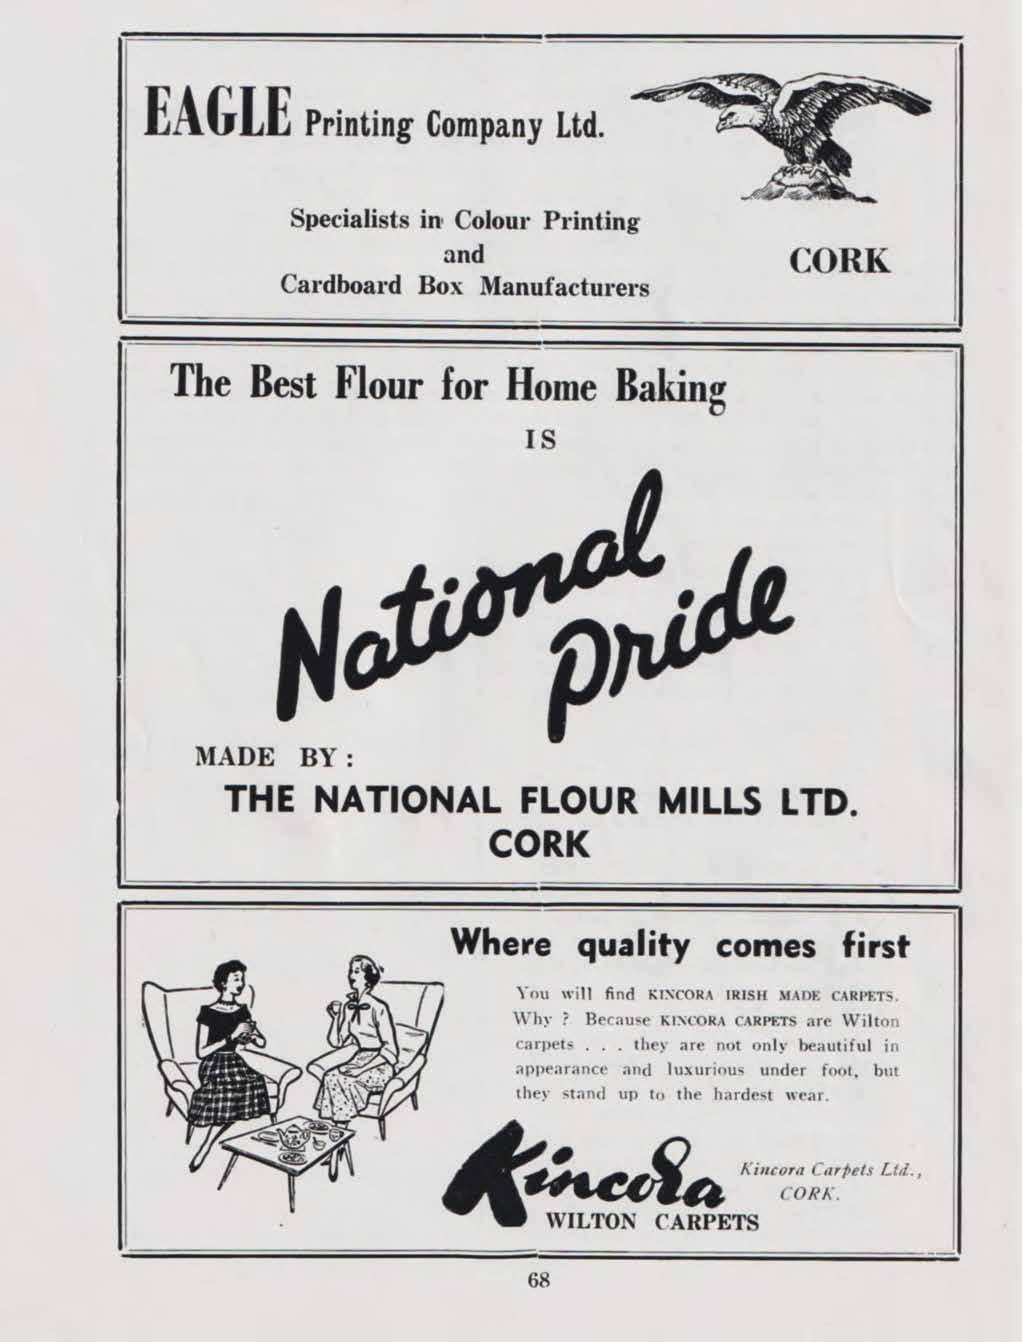 EAGLE Printing Company Ltd.
Specialists in Colour Printing
and
Cardboard Box Manufacturers
CORK
The Best Flour for Home Baking
IS
National
Pride
MADE BY :
THE NATIONAL FLOUR MILLS LTD.
CORK
Where quality comes first
You will find KINCORA IRISH MADE CARPETS.
Why ? Because KINCORA CARPETS are Wilton
carpets . . . they are not only beautiful in
appearance and luxurious under foot, but
they stand up to the hardest wear.
Kincora
WILTON CARPETS
Kincora Carpets Ltd.,
CORK.
68